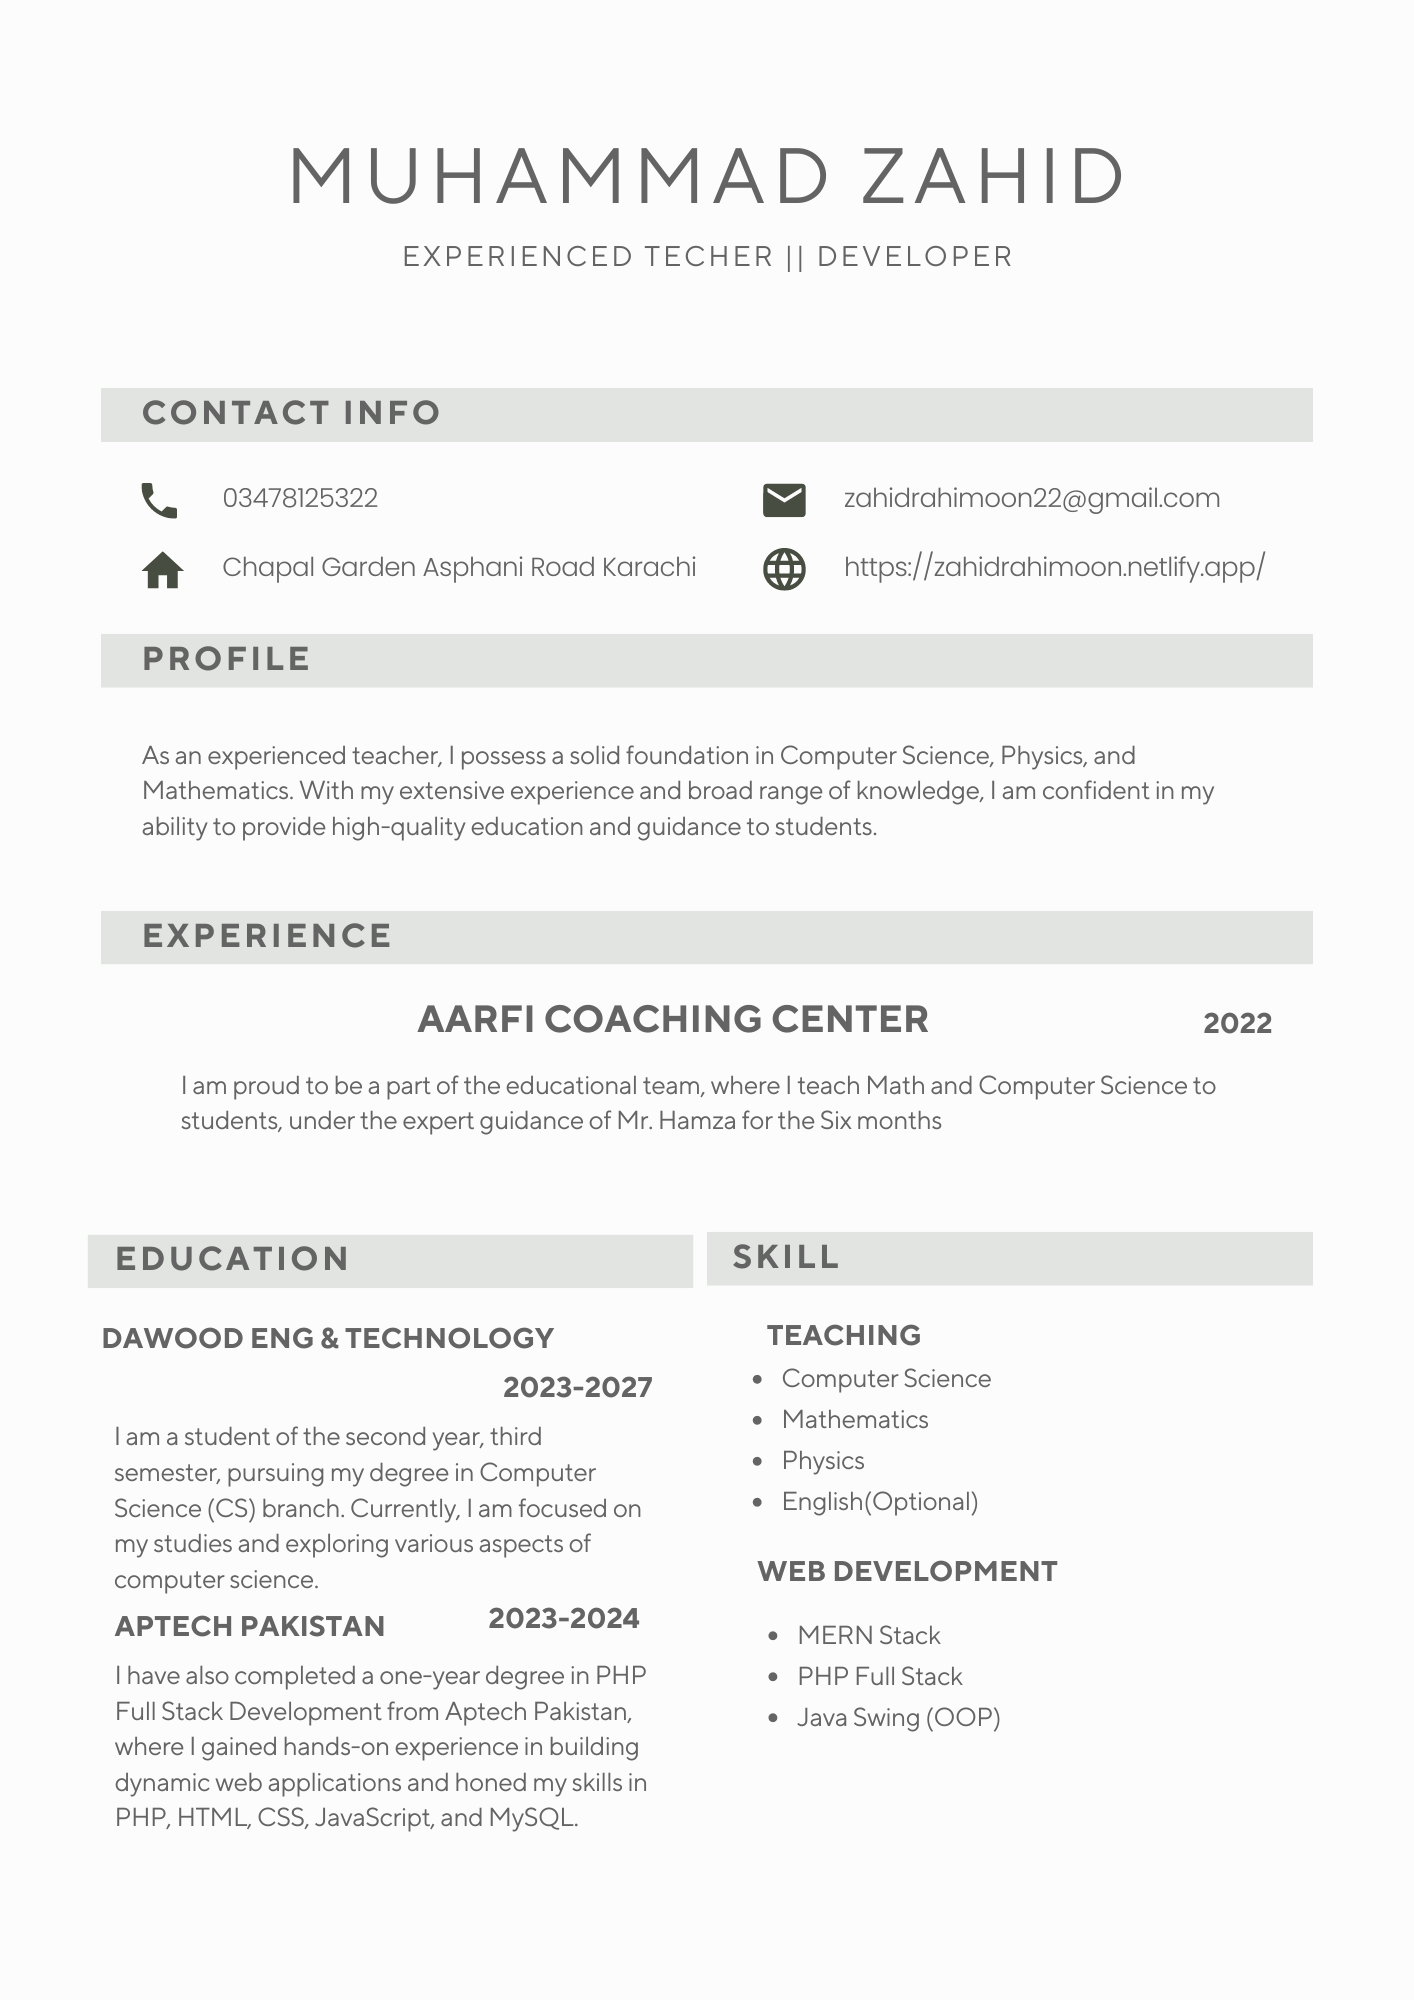 MUHAMMAD ZAHID
EXPERIENCED TECHER || DEVELOPER
CONTACT INFO
03478125322
zahidrahimoon22@gmail.com
Chapal Garden Asphani Road Karachi
https://zahidrahimoon.netlify.app/
PROFILE
As an experienced teacher, I possess a solid foundation in Computer Science, Physics, and
Mathematics. With my extensive experience and broad range of knowledge, I am confident in my
ability to provide high-quality education and guidance to students.
EXPERIENCE
AARFI COACHING CENTER
2022
I am proud to be a part of the educational team, where I teach Math and Computer Science to
students, under the expert guidance of Mr. Hamza for the Six months
EDUCATION
DAWOOD ENG & TECHNOLOGY
2023-2027
I am a student of the second year, third
semester, pursuing my degree in Computer
Science (CS) branch. Currently, I am focused on
my studies and exploring various aspects of
computer science.
APTECH PAKISTAN
2023-2024
I have also completed a one-year degree in PHP
Full Stack Development from Aptech Pakistan,
where I gained hands-on experience in building
dynamic web applications and honed my skills in
PHP, HTML, CSS, JavaScript, and MySQL.
SKILL
TEACHING
• Computer Science
• Mathematics
• Physics
• English(Optional)
WEB DEVELOPMENT
• MERN Stack
• PHP Full Stack
• Java Swing (OOP)